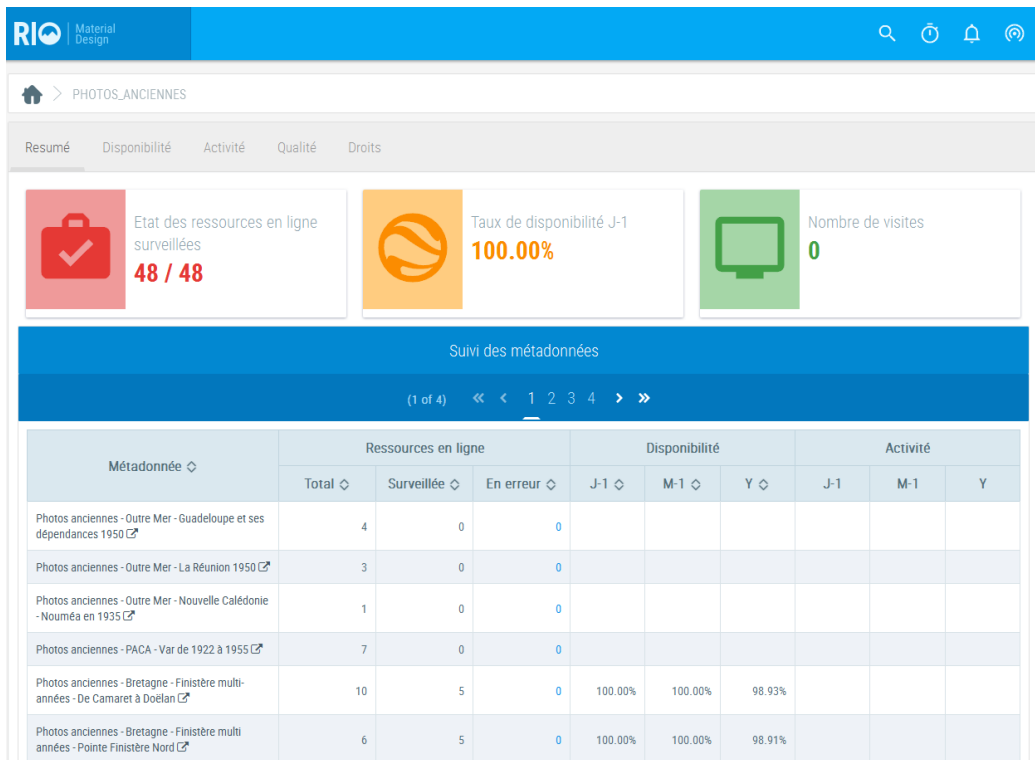 RIO Material
Design
PHOTOS_ANCIENNES
Resumé Disponibilité Activité Qualité Droits
Etat des ressources en ligne
surveillées
48 / 48
Taux de disponibilité J-1
100.00%
Nombre de visites
0
Suivi des métadonnées
(1 of 4) 1 2 3 4
Métadonnée Ressources en ligne Disponibilité Activité
Total Surveillée En erreur J-1 M-1 Y J-1 M-1 Y
Photos anciennes - Outre Mer - Guadeloupe et ses
dépendances 1950 4 0 0
Photos anciennes - Outre Mer - La Réunion 1950 3 0 0
Photos anciennes - Outre Mer - Nouvelle Calédonie
- Nouméa en 1935 1 0 0
Photos anciennes - PACA - Var de 1922 à 1955 7 0 0
Photos anciennes - Bretagne - Finistère multi-
années - De Camaret à Doëlan 10 5 0 100.00% 100.00% 98.93%
Photos anciennes - Bretagne - Finistère multi
années - Pointe Finistère Nord 6 5 0 100.00% 100.00% 98.91%